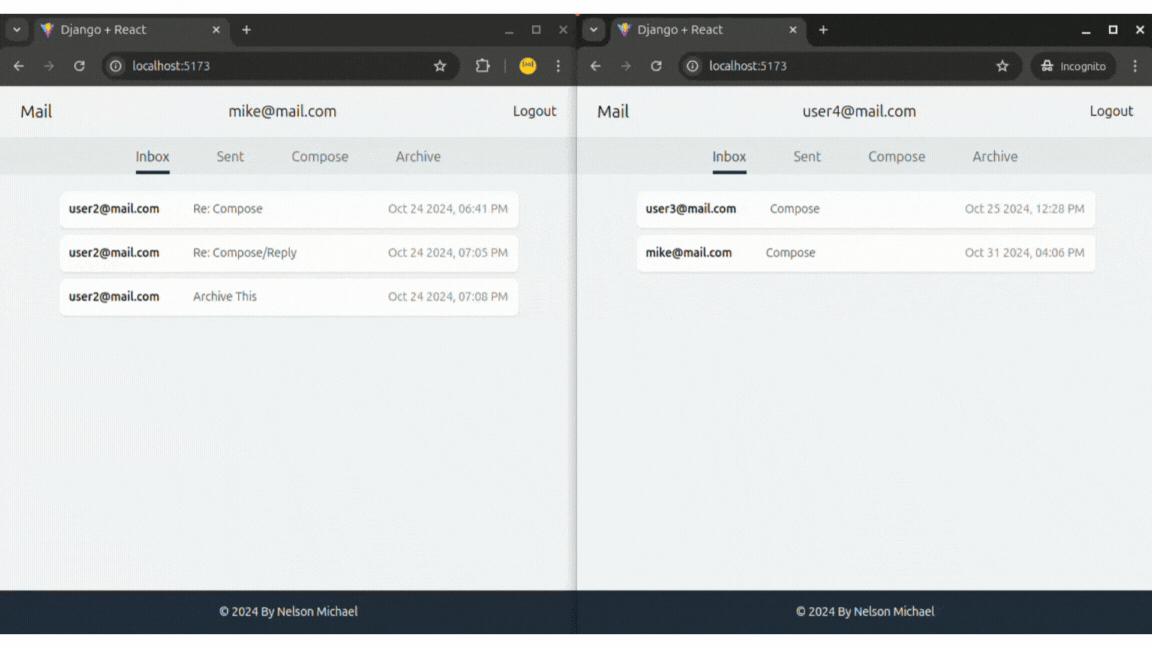 Django + React
localhost:5173
Mail mike@mail.com Logout
Inbox Sent Compose Archive
user2@mail.com Re: Compose Oct 24 2024, 06:41 PM
user2@mail.com Re: Compose/Reply Oct 24 2024, 07:05 PM
user2@mail.com Archive This Oct 24 2024, 07:08 PM
© 2024 By Nelson Michael
Django + React
localhost:5173 Incognito
Mail user4@mail.com Logout
Inbox Sent Compose Archive
user3@mail.com Compose Oct 25 2024, 12:28 PM
mike@mail.com Compose Oct 31 2024, 04:06 PM
© 2024 By Nelson Michael